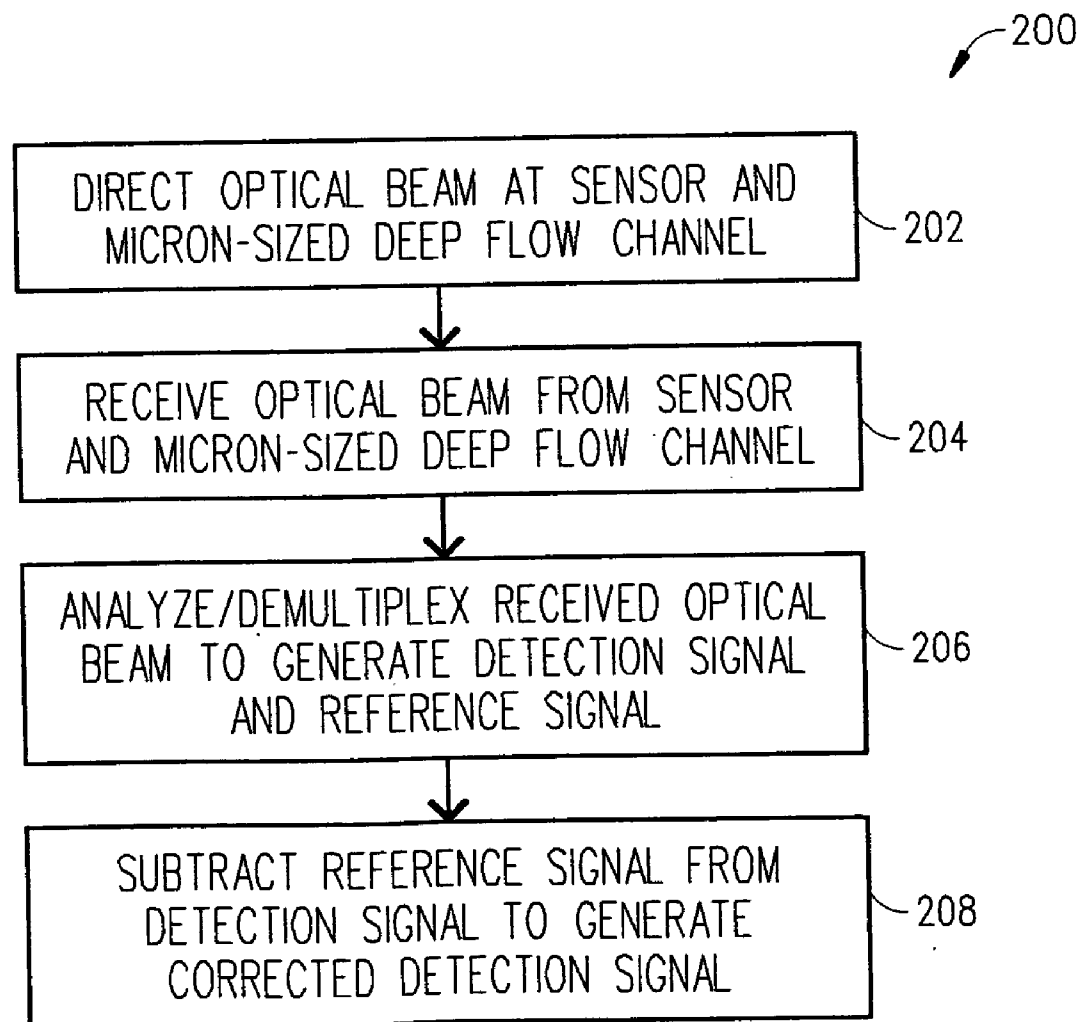 200
DIRECT OPTICAL BEAM AT SENSOR AND
MICRON-SIZED DEEP FLOW CHANNEL
202
RECEIVE OPTICAL BEAM FROM SENSOR
AND MICRON-SIZED DEEP FLOW CHANNEL
204
ANALYZE/DEMULTIPLEX RECEIVED OPTICAL
BEAM TO GENERATE DETECTION SIGNAL
AND REFERENCE SIGNAL
206
SUBTRACT REFERENCE SIGNAL FROM
DETECTION SIGNAL TO GENERATE
CORRECTED DETECTION SIGNAL
208